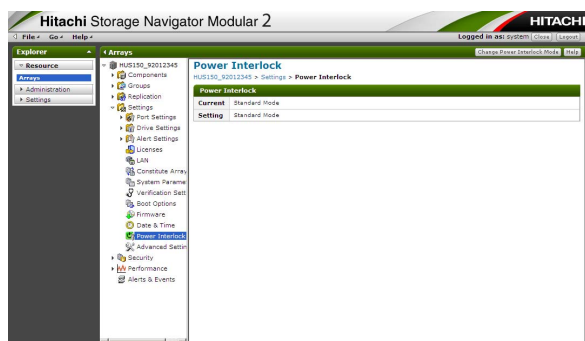 Hitachi Storage Navigator Modular 2
HITACHI
File Go Help
Logged in as: system Close Logout
Explorer
Arrays
Change Power Interlock Mode Help
Resource
Arrays
Administration
Settings
HUS150_92012345
Components
Groups
Replication
Settings
Port Settings
Drive Settings
Alert Settings
Licenses
LAN
Constitute Array
System Parame
Verification Sett
Boot Options
Firmware
Date & Time
Power Interlock
Advanced Settin
Security
Performance
Alerts & Events
Power Interlock
HUS150_92012345 > Settings > Power Interlock
Power Interlock
Current Standard Mode
Setting Standard Mode